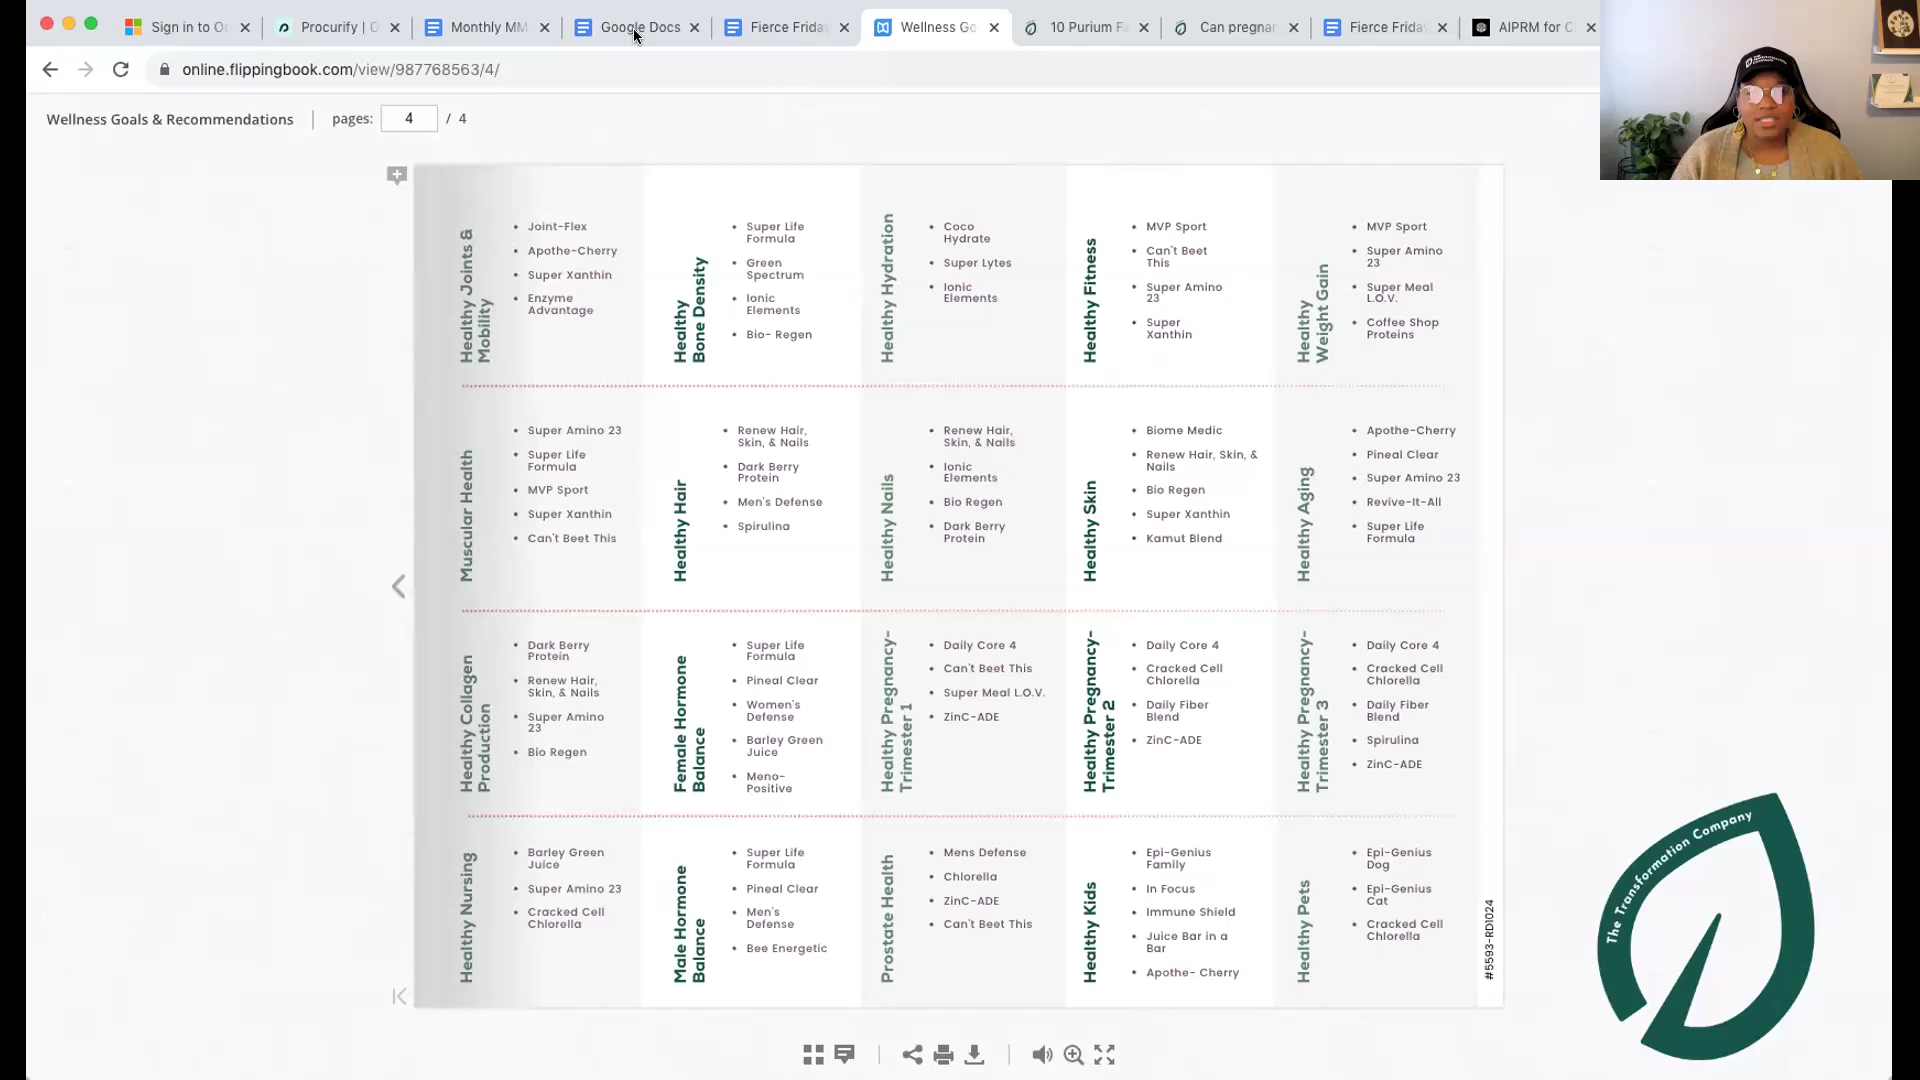 Sign in to O
Procurify | C
Monthly MM
Google Docs
Fierce Frida
Wellness Go
10 Purium F
Can pregna
Fierce Frida
AIPRM for C
online.flippingbook.com/view/987768563/4/
Wellness Goals & Recommendations
pages:
4
/ 4
Healthy Joints &
Mobility
Joint-Flex
Apothe-Cherry
Super Xanthin
Enzyme
Advantage
Healthy
Bone Density
Super Life
Formula
Green
Spectrum
Ionic
Elements
Bio- Regen
Healthy Hydration
Coco
Hydrate
Super Lytes
Ionic
Elements
Healthy Fitness
MVP Sport
Can't Beet
This
Super Amino
23
Super
Xanthin
Healthy
Weight Gain
MVP Sport
Super Amino
23
Super Meal
L.O.V.
Coffee Shop
Proteins
Muscular Health
Super Amino 23
Super Life
Formula
MVP Sport
Super Xanthin
Can't Beet This
Healthy Hair
Renew Hair,
Skin, & Nails
Dark Berry
Protein
Men's Defense
Spirulina
Healthy Nails
Renew Hair,
Skin, & Nails
Ionic
Elements
Bio Regen
Dark Berry
Protein
Healthy Skin
Biome Medic
Renew Hair, Skin, &
Nails
Bio Regen
Super Xanthin
Kamut Blend
Healthy Aging
Apothe-Cherry
Pineal Clear
Super Amino 23
Revive-It-All
Super Life
Formula
Healthy Collagen
Production
Dark Berry
Protein
Renew Hair,
Skin, & Nails
Super Amino
23
Bio Regen
Female Hormone
Balance
Super Life
Formula
Pineal Clear
Women's
Defense
Barley Green
Juice
Meno-
Positive
Healthy Pregnancy-
Trimester 1
Daily Core 4
Can't Beet This
Super Meal L.O.V.
ZinC-ADE
Healthy Pregnancy-
Trimester 2
Daily Core 4
Cracked Cell
Chlorella
Daily Fiber
Blend
ZinC-ADE
Healthy Pregnancy-
Trimester 3
Daily Core 4
Cracked Cell
Chlorella
Daily Fiber
Blend
Spirulina
ZinC-ADE
Healthy Nursing
Barley Green
Juice
Super Amino 23
Cracked Cell
Chlorella
Male Hormone
Balance
Super Life
Formula
Pineal Clear
Men's
Defense
Bee Energetic
Prostate Health
Mens Defense
Chlorella
ZinC-ADE
Can't Beet This
Healthy Kids
Epi-Genius
Family
In Focus
Immune Shield
Juice Bar in a
Bar
Apothe- Cherry
Healthy Pets
Epi-Genius
Dog
Epi-Genius
Cat
Cracked Cell
Chlorella
#5593-RD1024
The Transformation Company